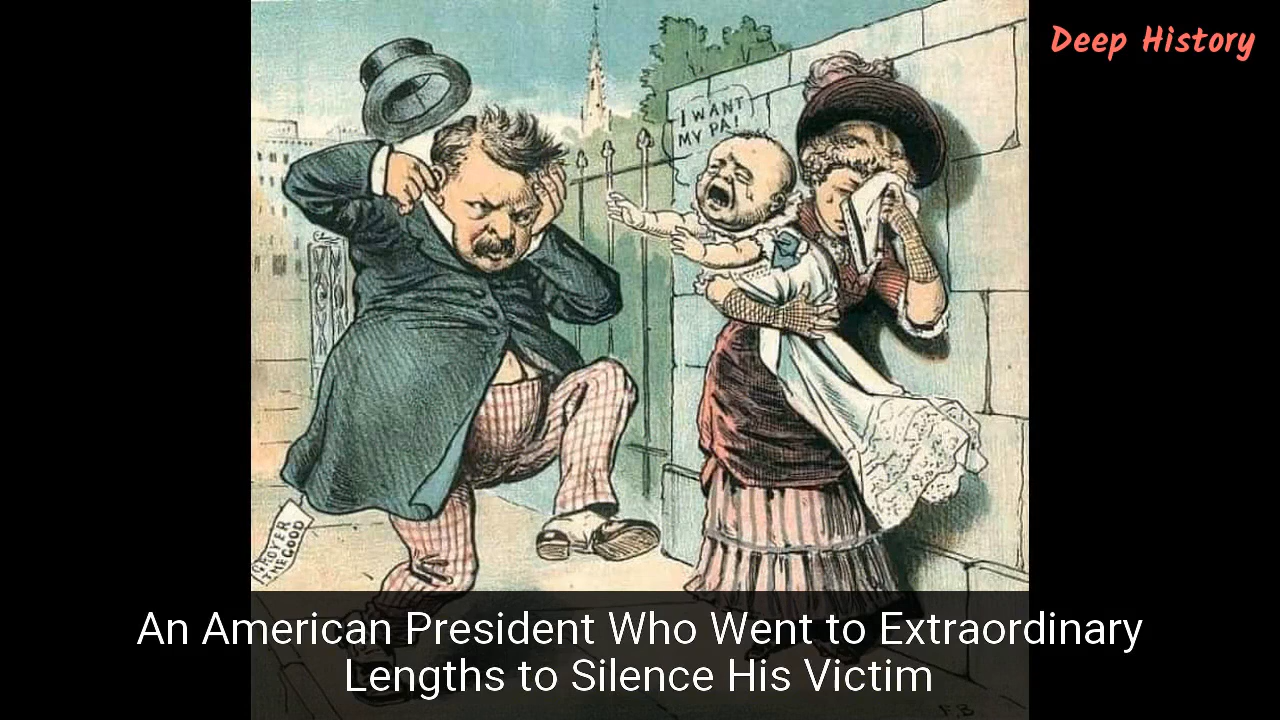 Deep History
I WANT
MY PA!
GROVER
THE GOOD
An American President Who Went to Extraordinary
Lengths to Silence His Victim
F.B